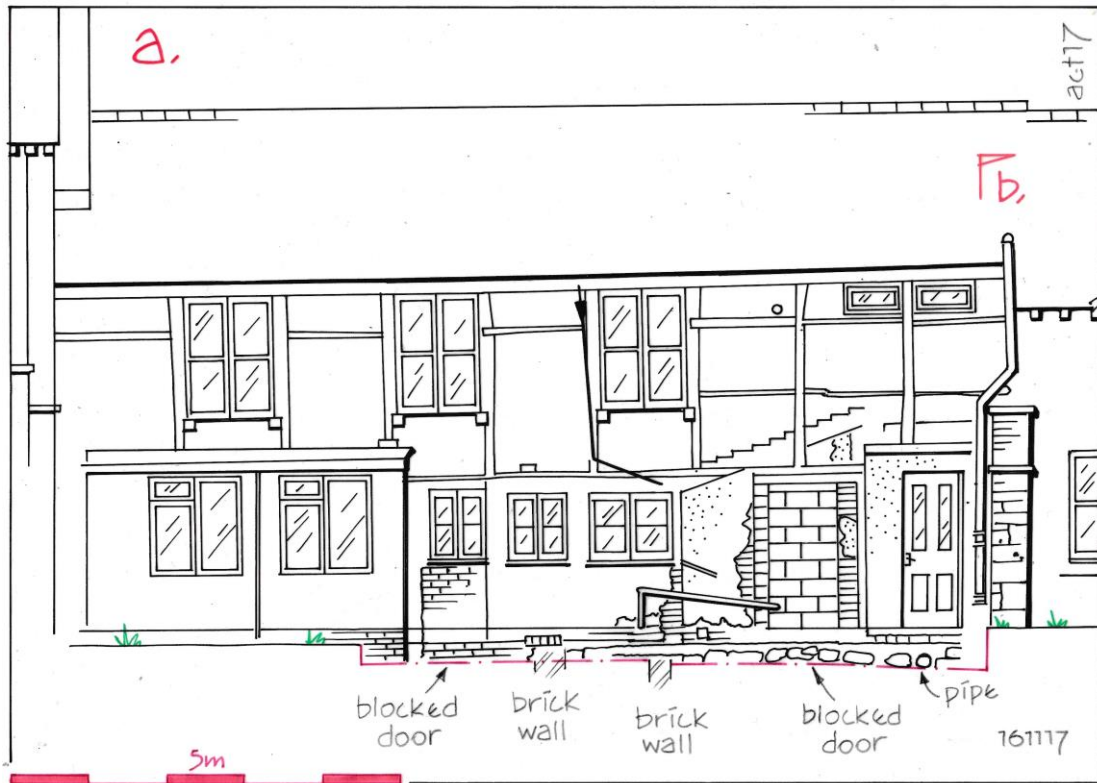 a.
act17
b.
blocked
door
brick
wall
brick
wall
blocked
door
pipe
161117
5m